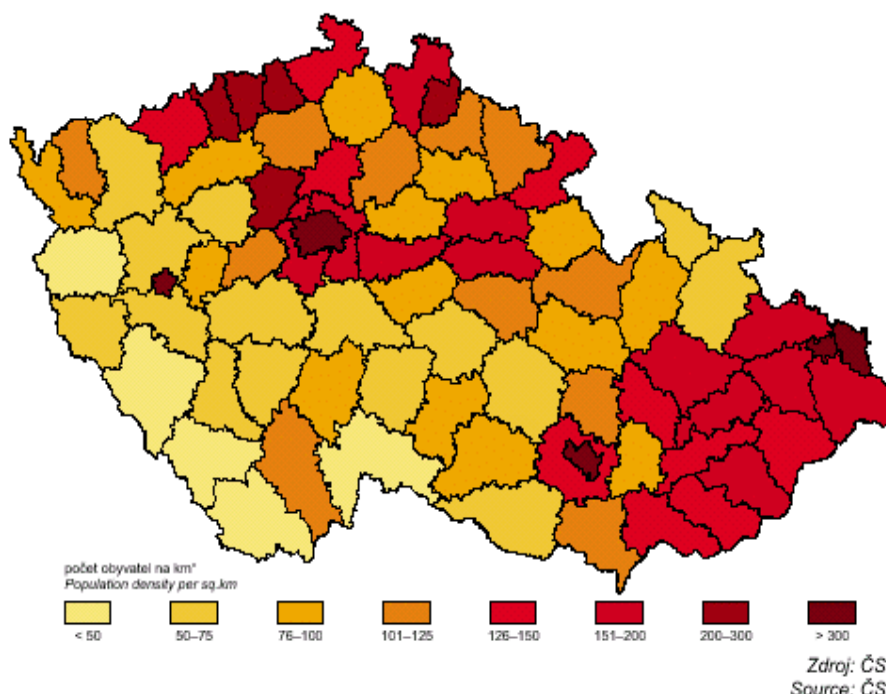 počet obyvatel na km²
Population density per sq.km
< 50
50–75
76–100
101–125
126–150
151–200
200–300
> 300
Zdroj: ČS
Source: ČS